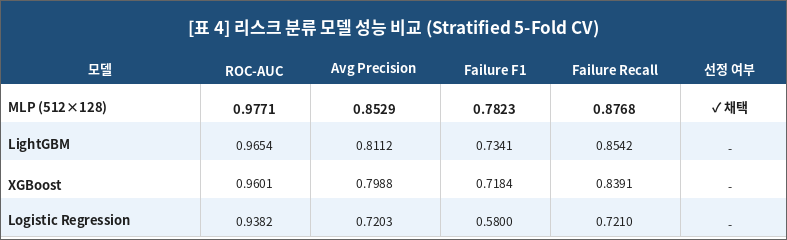 [표 4] 리스크 분류 모델 성능 비교 (Stratified 5-Fold CV)
모델 ROC-AUC Avg Precision Failure F1 Failure Recall 선정 여부
MLP (512×128) 0.9771 0.8529 0.7823 0.8768 ✓ 채택
LightGBM 0.9654 0.8112 0.7341 0.8542 -
XGBoost 0.9601 0.7988 0.7184 0.8391 -
Logistic Regression 0.9382 0.7203 0.5800 0.7210 -